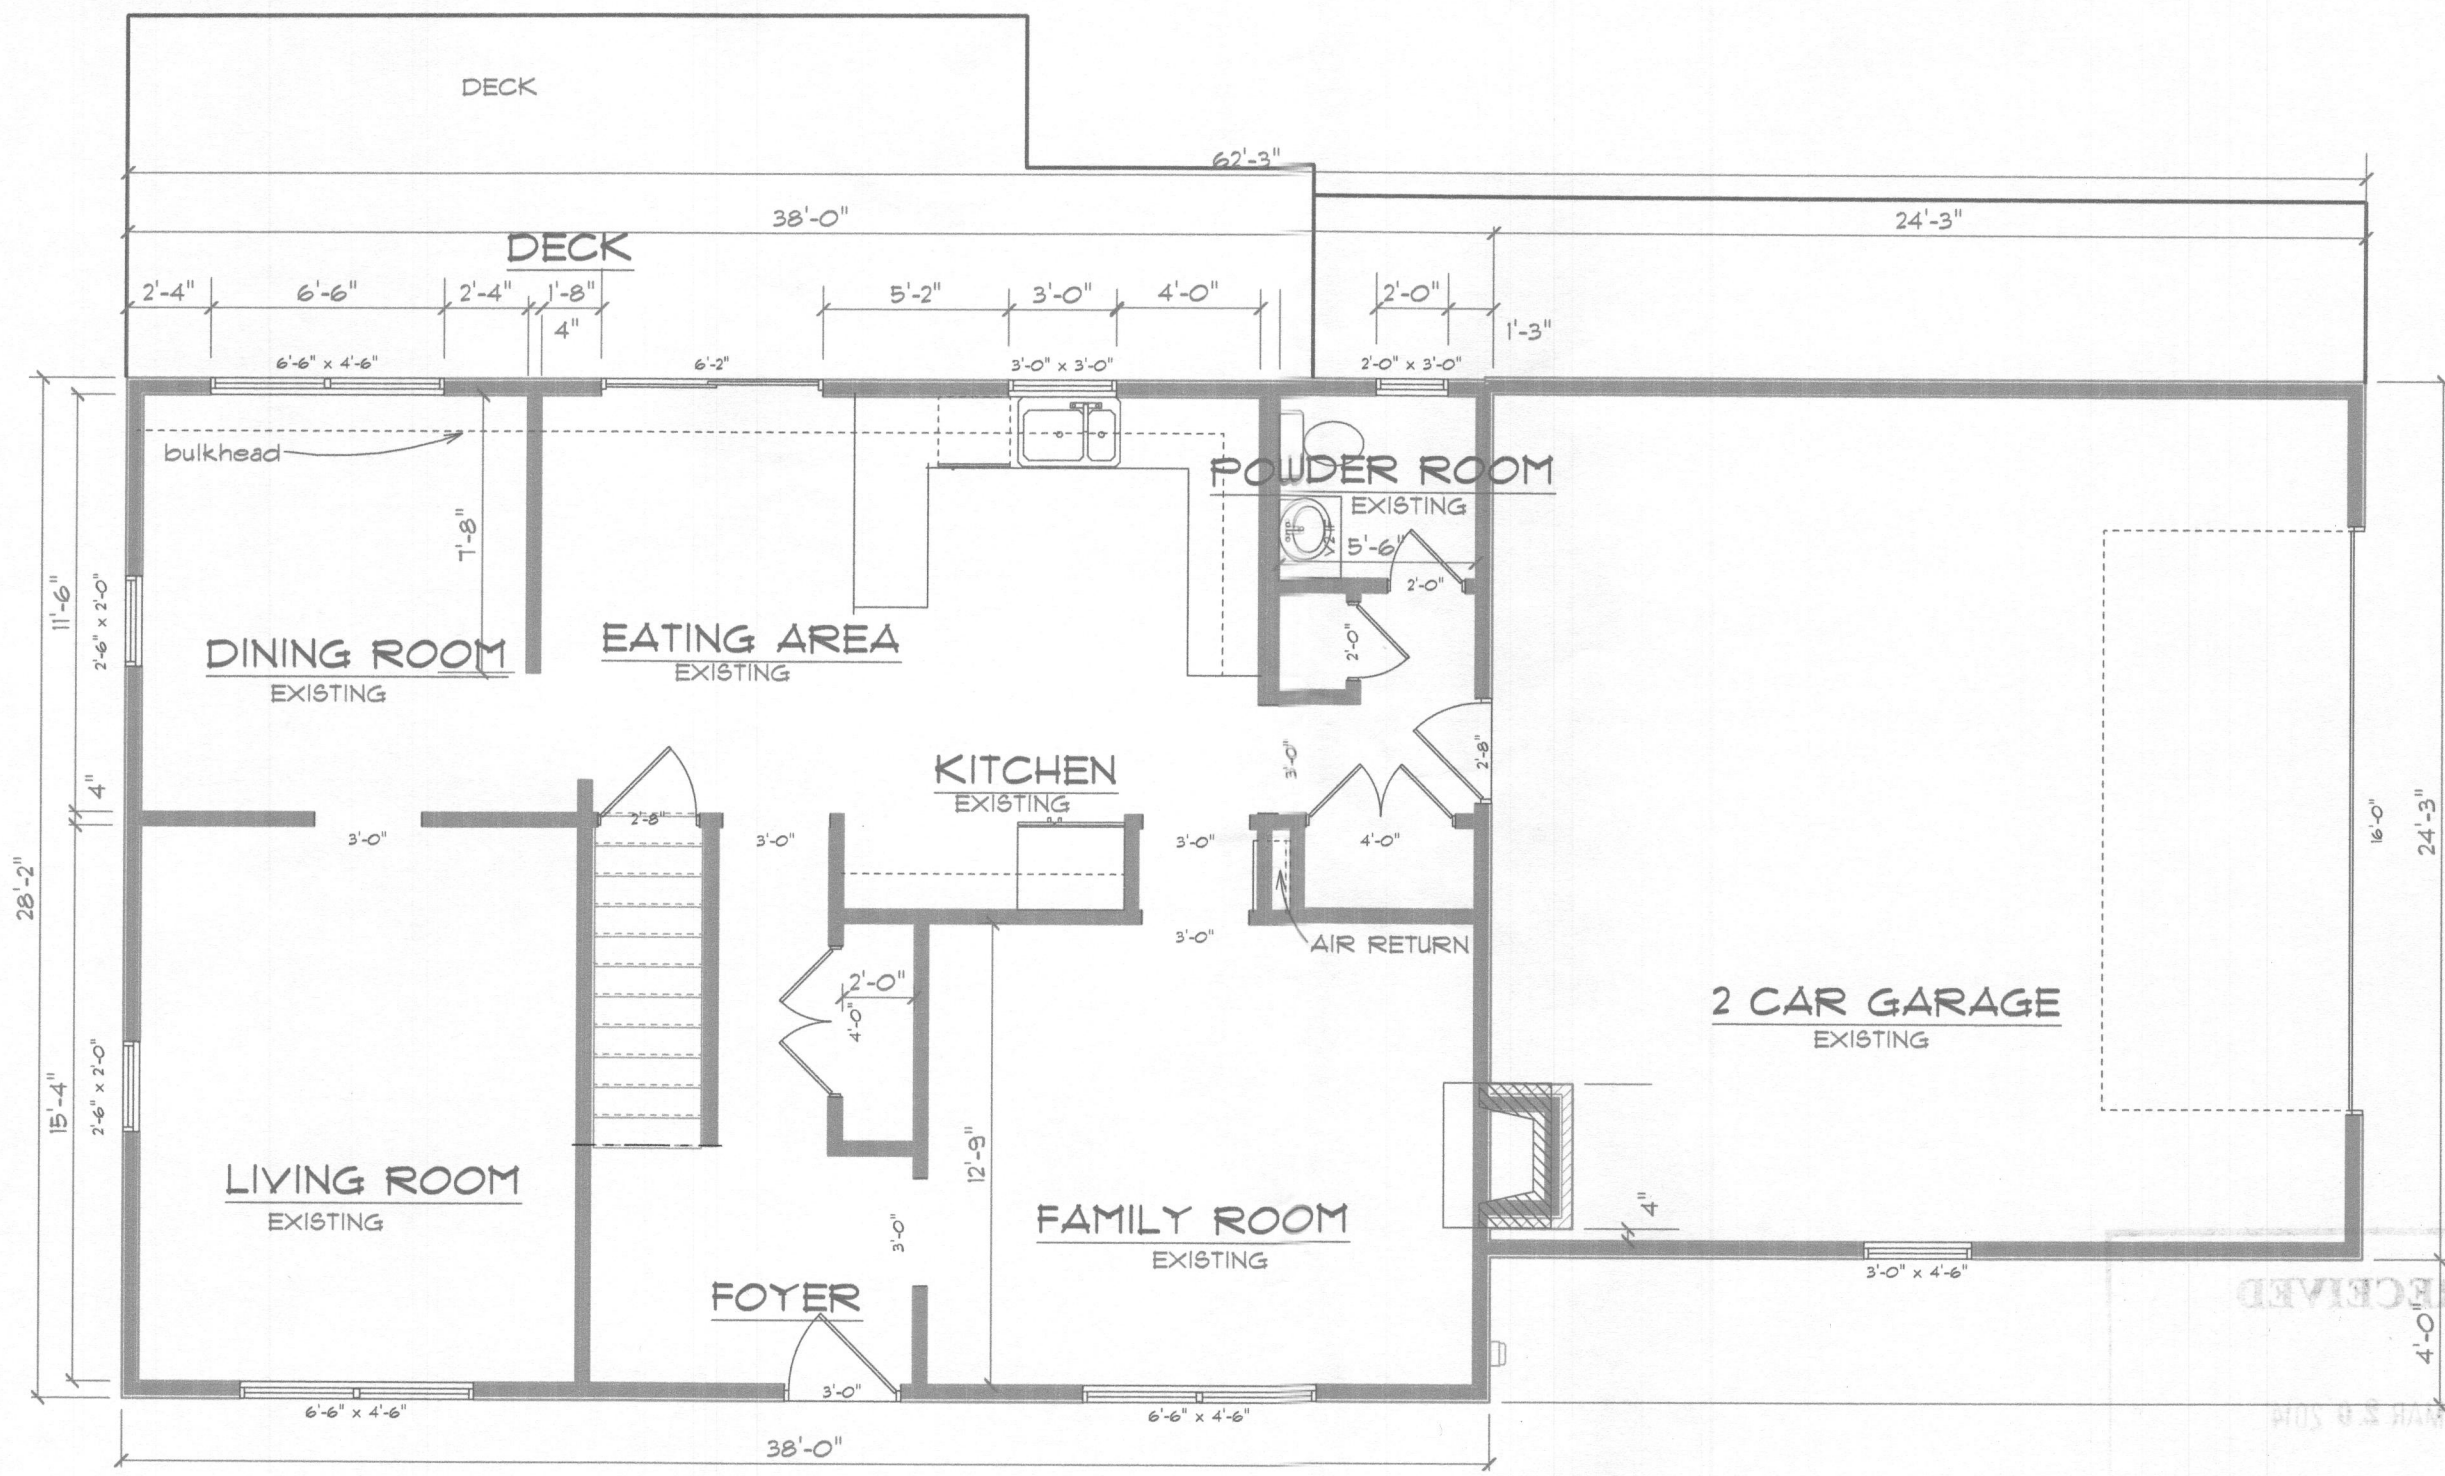 DECK
62'-3"
38'-0"
24'-3"
DECK
2'-4"
6'-6"
2'-4"
1'-8"
5'-2"
3'-0"
4'-0"
2'-0"
4"
1'-3"
6'-6" x 4'-6"
6'-2"
3'-0" x 3'-0"
2'-0" x 3'-0"
bulkhead
POWDER ROOM
EXISTING
7'-8"
5'-6"
2'-0"
11'-6"
2'-6" x 2'-0"
2'-0"
DINING ROOM
EXISTING
EATING AREA
EXISTING
KITCHEN
EXISTING
3'-0"
2'-8"
4"
2'-8"
3'-0"
3'-0"
3'-0"
4'-0"
16'-0"
24'-3"
28'-2"
3'-0"
AIR RETURN
2'-0"
4'-0"
2 CAR GARAGE
EXISTING
15'-4"
2'-6" x 2'-0"
12'-9"
LIVING ROOM
EXISTING
3'-0"
FAMILY ROOM
EXISTING
4"
3'-0" x 4'-6"
FOYER
RECEIVED
4'-0"
3'-0"
6'-6" x 4'-6"
6'-6" x 4'-6"
MAR 2 0 2014
38'-0"